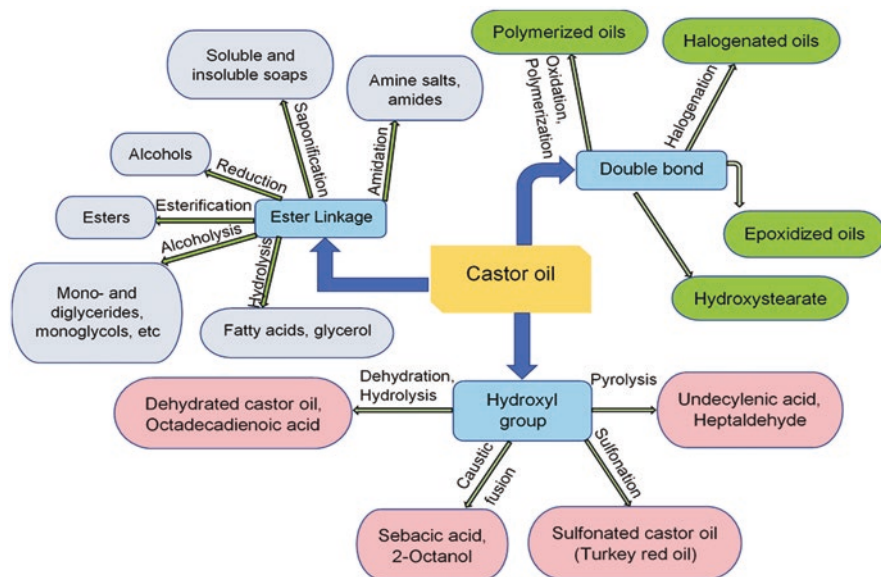 Soluble and
insoluble soaps
Amine salts,
amides
Polymerized oils
Halogenated oils
Saponification
Amidation
Oxidation,
Polymerization
Halogenation
Alcohols
Reduction
Esters
Esterification
Ester Linkage
Double bond
Alcoholysis
Hydrolysis
Mono- and
diglycerides,
monoglycols, etc
Fatty acids, glycerol
Castor oil
Epoxidized oils
Hydroxystearate
Dehydration,
Hydrolysis
Dehydrated castor oil,
Octadecadienoic acid
Hydroxyl
group
Pyrolysis
Undecylenic acid,
Heptaldehyde
Caustic
fusion
Sulfonation
Sebacic acid,
2-Octanol
Sulfonated castor oil
(Turkey red oil)